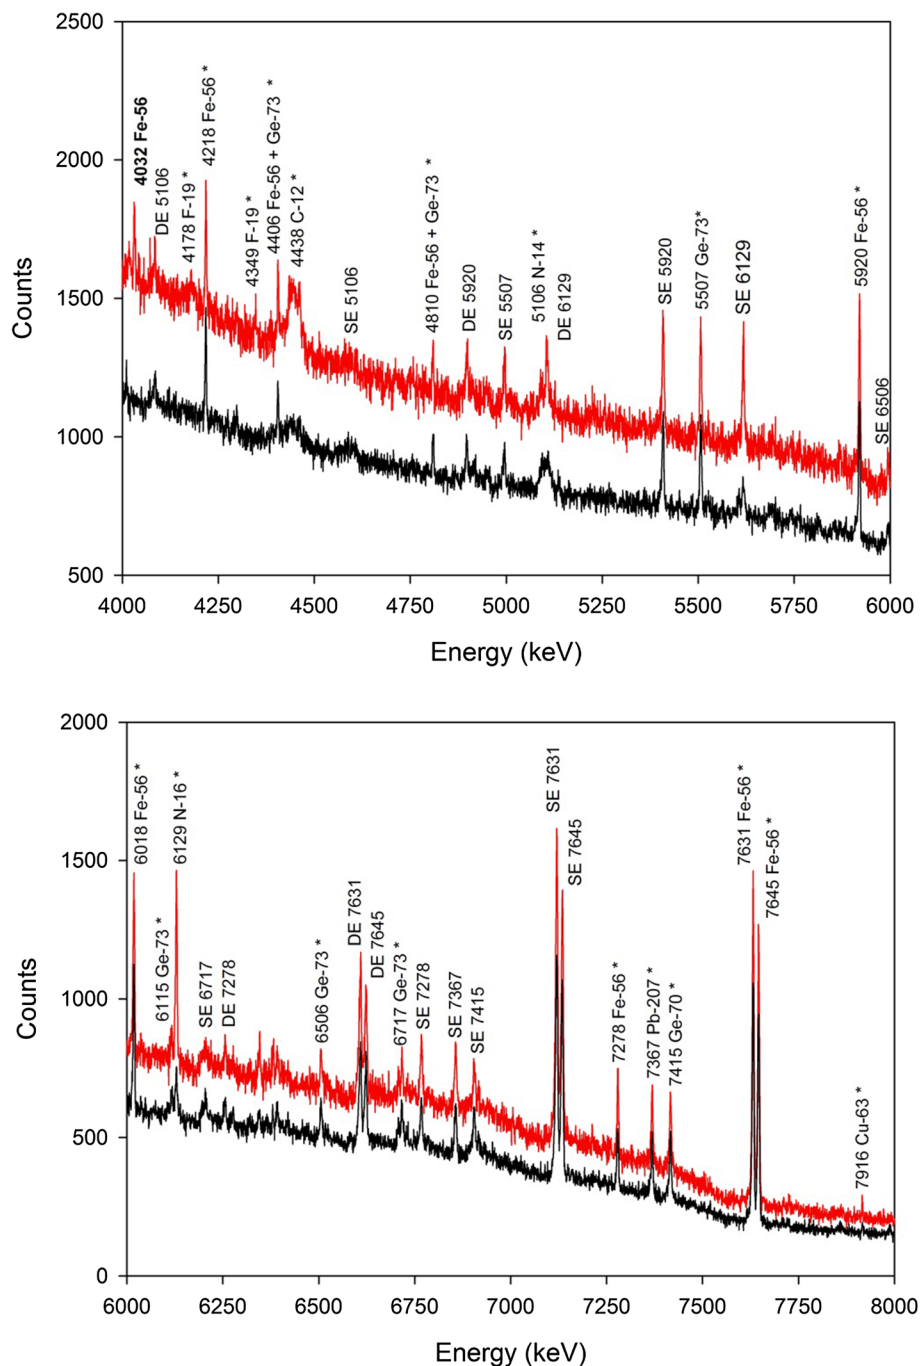 2500
2000
1500
1000
500
Counts
4032 Fe-56
DE 5106
4178 F-19 *
4218 Fe-56 *
4349 F-19 *
4406 Fe-56 + Ge-73 *
4438 C-12 *
SE 5106
4810 Fe-56 + Ge-73 *
DE 5920
SE 5507
5106 N-14 *
DE 6129
SE 5920
5507 Ge-73*
SE 6129
5920 Fe-56 *
SE 6506
4000 4250 4500 4750 5000 5250 5500 5750 6000
Energy (keV)
2000
1500
1000
500
0
Counts
6018 Fe-56 *
6115 Ge-73 *
6129 N-16 *
SE 6717
DE 7278
6506 Ge-73 *
DE 7631
DE 7645
6717 Ge-73 *
SE 7278
SE 7367
SE 7415
SE 7631
SE 7645
7278 Fe-56 *
7367 Pb-207 *
7415 Ge-70 *
7631 Fe-56 *
7645 Fe-56 *
7916 Cu-63 *
6000 6250 6500 6750 7000 7250 7500 7750 8000
Energy (keV)